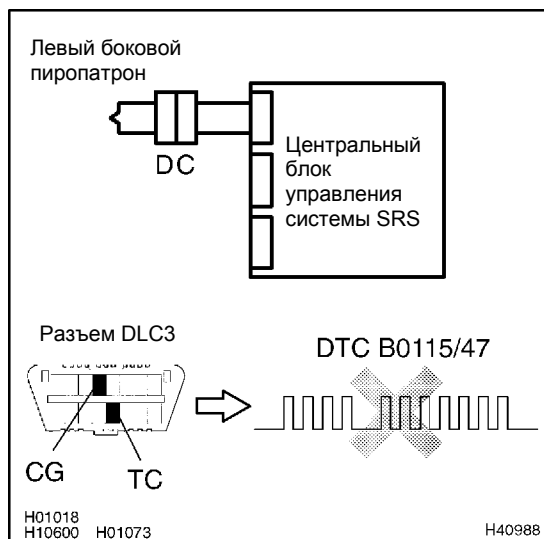 Левый боковой
пиропатрон
D C
Центральный
блок
управления
системы SRS
Разъем DLC3
DTC B0115/47
CG
TC
H01018
H10600 H01073
H40988